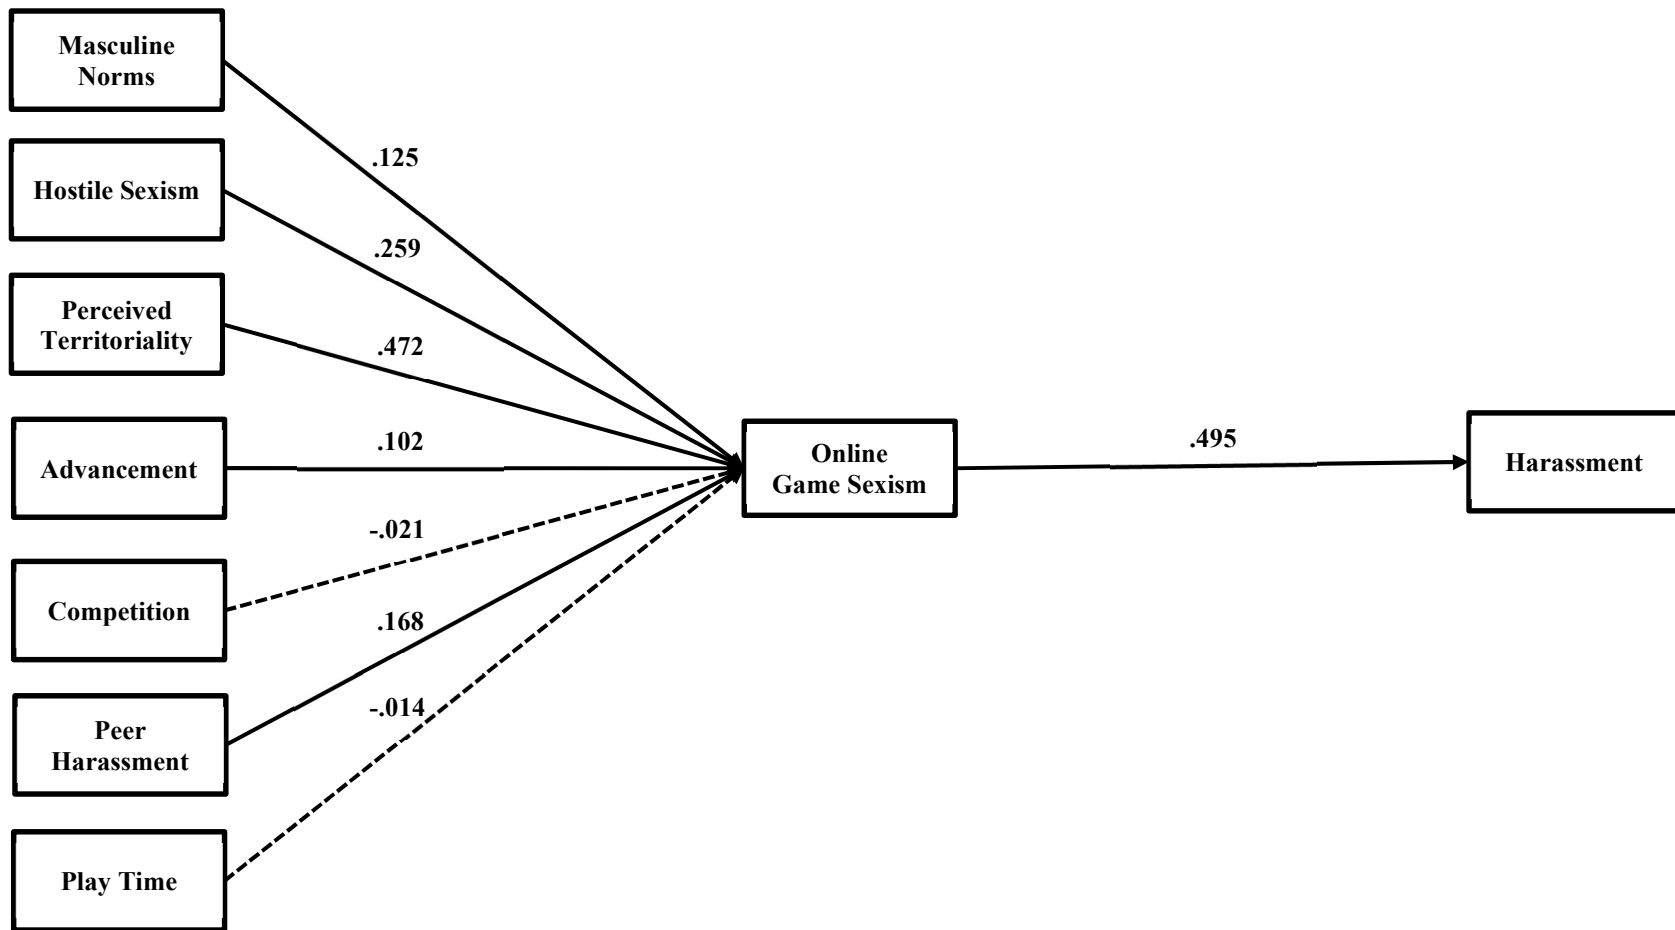 Masculine
Norms
.125
Hostile Sexism
.259
Perceived
Territoriality
.472
Advancement
.102
Online
Game Sexism
.495
Harassment
Competition
-.021
Peer
Harassment
.168
Play Time
-.014